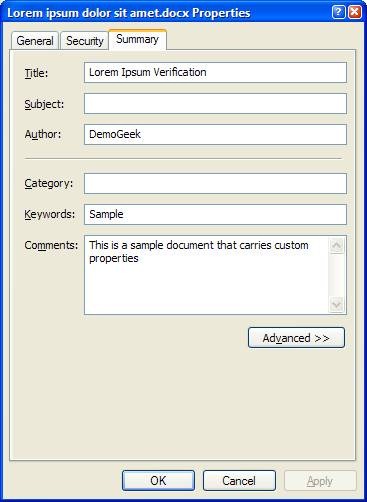 Lorem ipsum dolor sit amet.docx Properties
General Security Summary
Title: Lorem Ipsum Verification
Subject:
Author: DemoGeek
Category:
Keywords: Sample
Comments: This is a sample document that carries custom
properties
Advanced >>
OK Cancel Apply